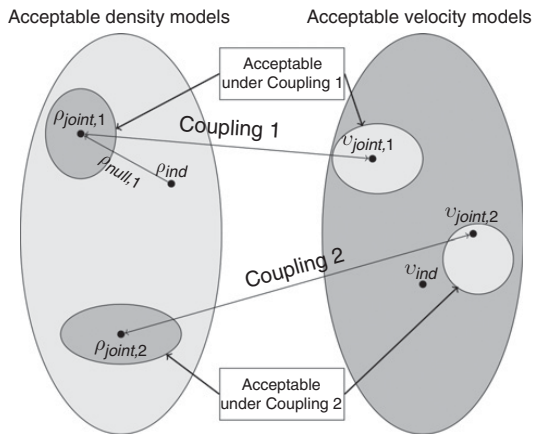 Acceptable density models
Acceptable velocity models
Acceptable
under Coupling 1
ρjoint,1
Coupling 1
υjoint,1
ρnull,1
ρind
υjoint,2
Coupling 2
υind
ρjoint,2
Acceptable
under Coupling 2